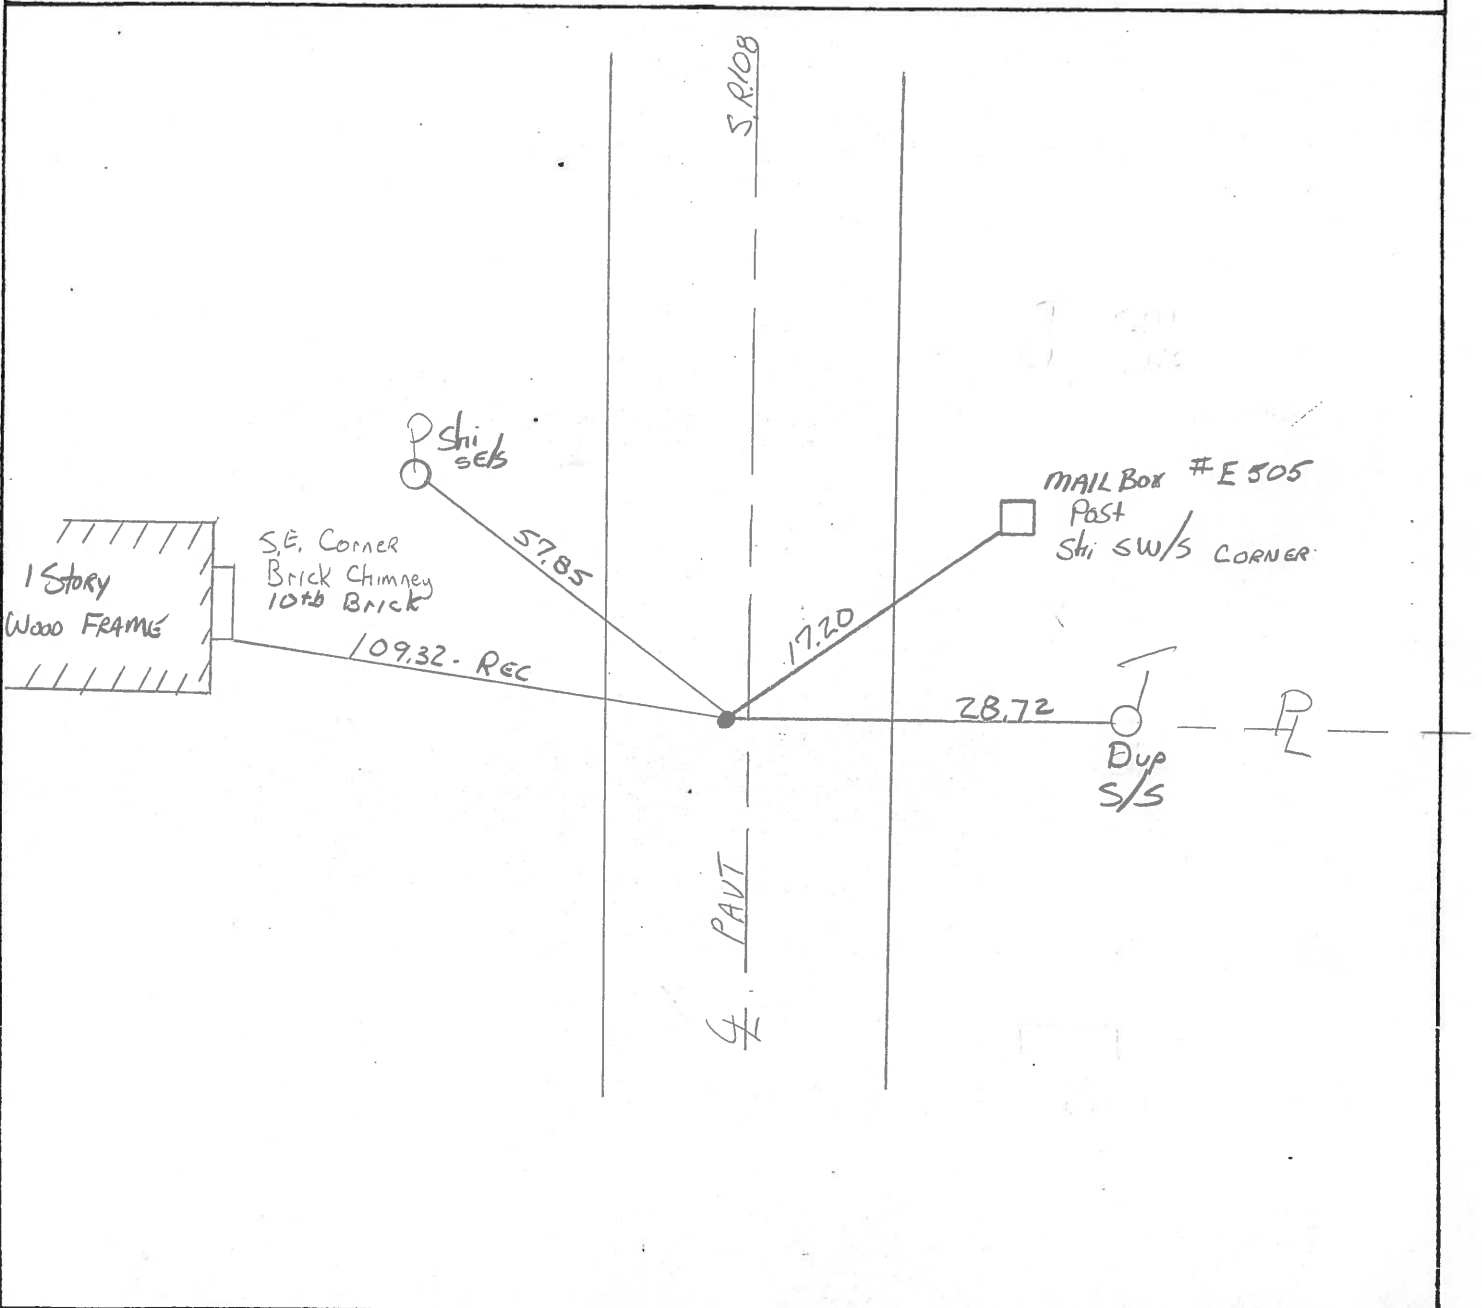 S.R.108
P Shi
SE/S
57.85
MAIL Box #E 505
Post
Shi SW/S CORNER
S.E. Corner
Brick Chimney
10th Brick
1 STORY
WOOD FRAME
109.32 - REC
17.20
28.72
T
PL
Dup
S/S
PAVT